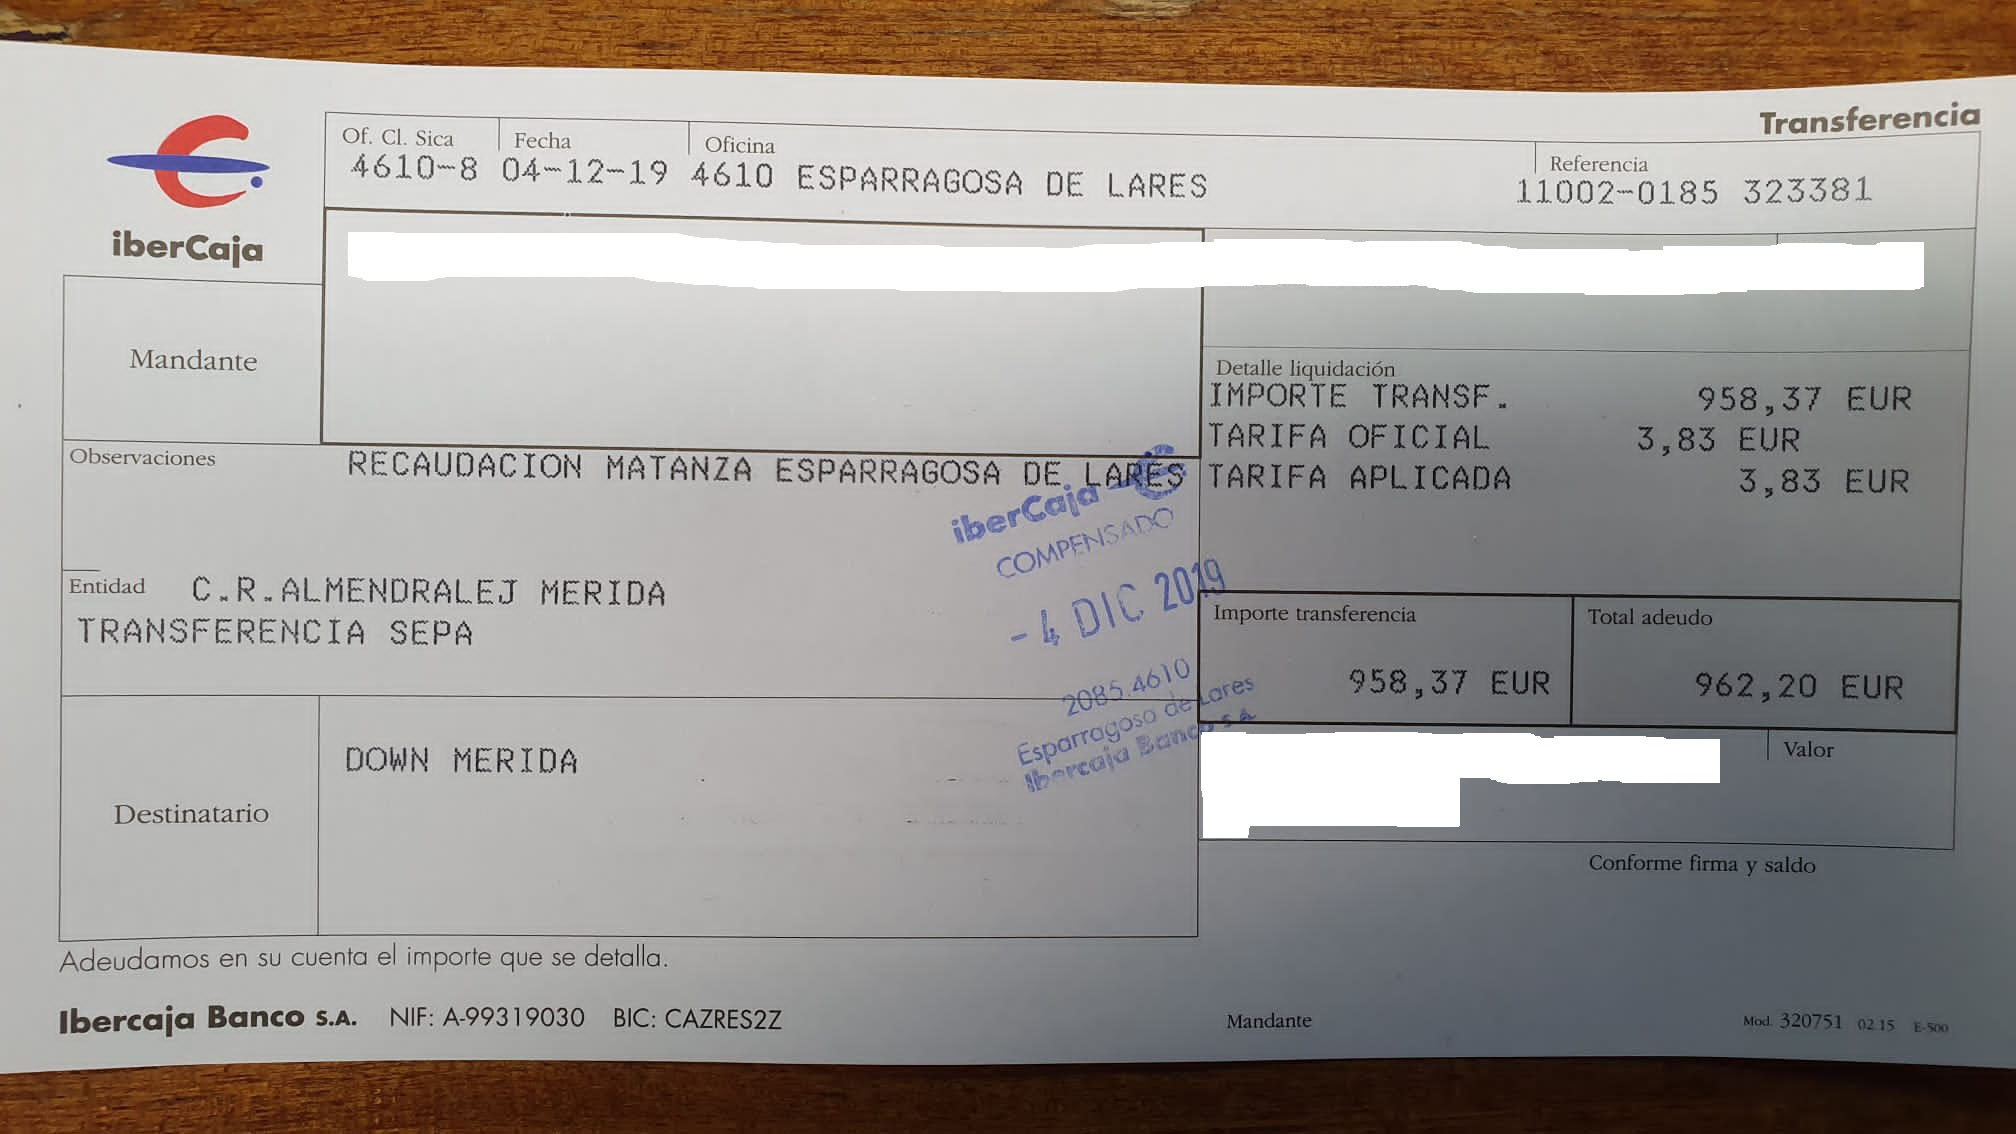 Transferencia
iberCaja
Of. Cl. Sica Fecha Oficina Referencia
4610-8 04-12-19 4610 ESPARRAGOSA DE LARES 11002-0185 323381
Mandante
Detalle liquidación
IMPORTE TRANSF. 958,37 EUR
TARIFA OFICIAL 3,83 EUR
TARIFA APLICADA 3,83 EUR
Observaciones RECAUDACION MATANZA ESPARRAGOSA DE LARES
iberCaja
COMPENSADO
-4 DIC 2019
2085.4610
Esparragosa de Lares
Ibercaja Banco S.A.
Entidad C.R.ALMENDRALEJ MERIDA
TRANSFERENCIA SEPA
Importe transferencia Total adeudo
958,37 EUR 962,20 EUR
Valor
Destinatario DOWN MERIDA
Conforme firma y saldo
Adeudamos en su cuenta el importe que se detalla.
Ibercaja Banco S.A. NIF: A-99319030 BIC: CAZRES2Z
Mandante
Mod. 320751 02.15 E-500